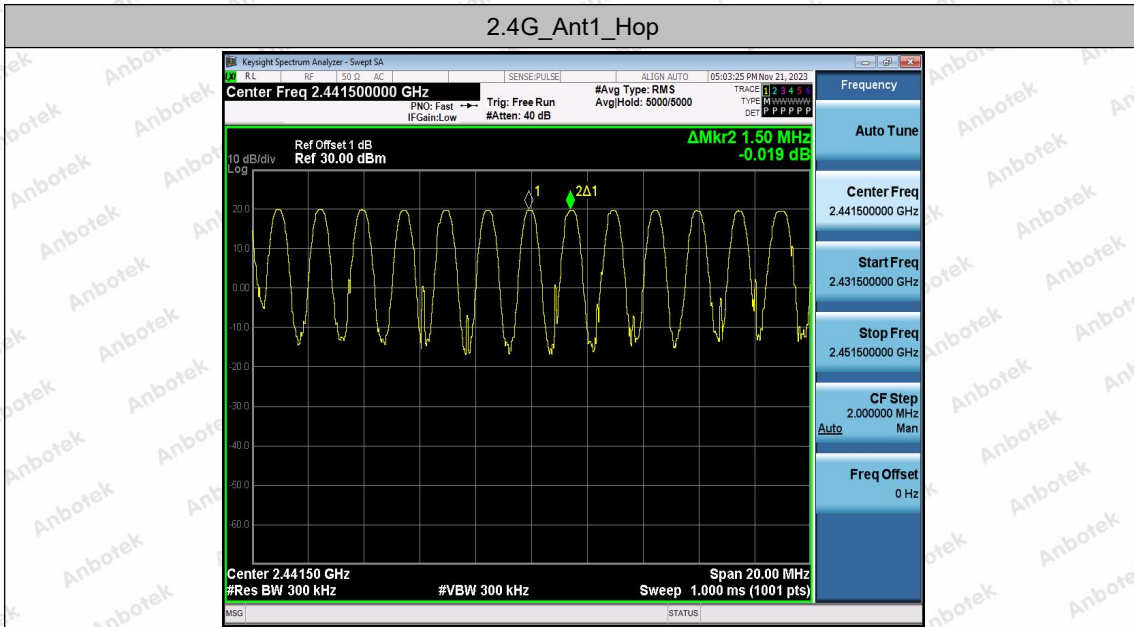 2.4G_Ant1_Hop
Keysight Spectrum Analyzer - Swept SA
LXI RL RF 50 Ω AC SENSE:PULSE ALIGN AUTO 05:03:25 PM Nov 21, 2023
Center Freq 2.441500000 GHz
PNO: Fast
IFGain:Low
Trig: Free Run
#Atten: 40 dB
#Avg Type: RMS
Avg|Hold: 5000/5000
TRACE 1 2 3 4 5 6
TYPE M W W W W W
DET P P P P P P
Frequency
Auto Tune
Center Freq
2.441500000 GHz
Start Freq
2.431500000 GHz
Stop Freq
2.451500000 GHz
CF Step
2.000000 MHz
Auto Man
Freq Offset
0 Hz
ΔMkr2 1.50 MHz
-0.019 dB
Ref Offset 1 dB
10 dB/div Ref 30.00 dBm
Log
1 2Δ1
20.0
10.0
0.00
-10.0
-20.0
-30.0
-40.0
-50.0
-60.0
Center 2.44150 GHz Span 20.00 MHz
#Res BW 300 kHz #VBW 300 kHz Sweep 1.000 ms (1001 pts)
MSG STATUS
Anbotek